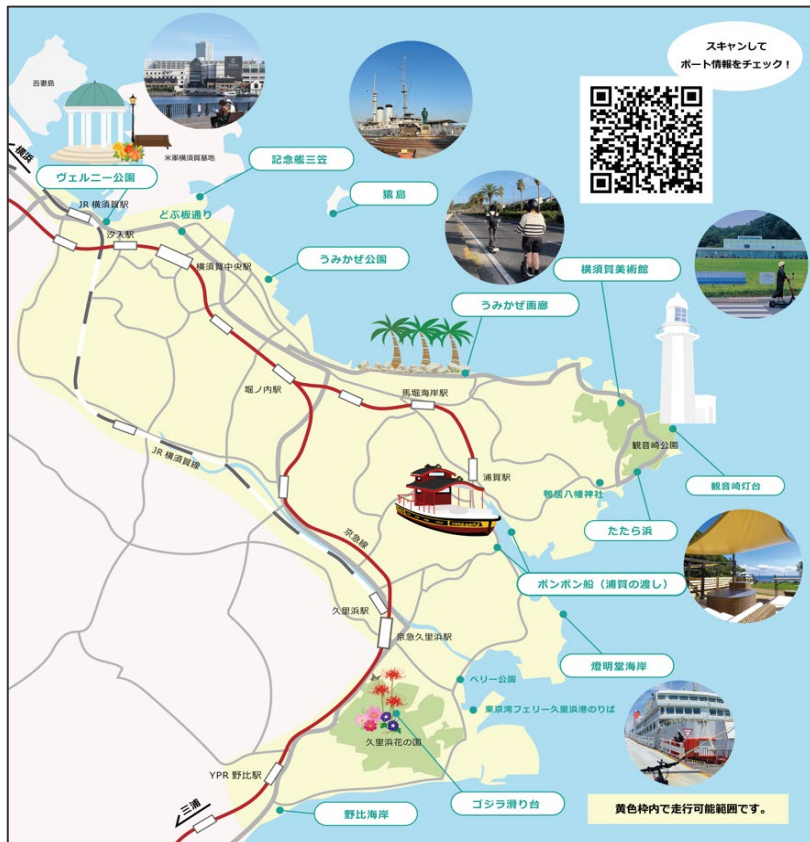 スキャンして
ポート情報をチェック！
吾妻島
米軍横須賀基地
横浜
ヴェルニー公園
記念艦三笠
猿島
JR 横須賀駅
どぶ板通り
汐入駅
横須賀中央駅
うみかぜ公園
横須賀美術館
うみかぜ画廊
堀ノ内駅
馬堀海岸駅
JR 横須賀線
観音崎公園
浦賀駅
鴨居八幡神社
観音崎灯台
たたら浜
京急線
ポンポン船（浦賀の渡し）
久里浜駅
京急久里浜駅
燈明堂海岸
ペリー公園
東京湾フェリー久里浜港のりば
久里浜花の国
YPR 野比駅
ゴジラ滑り台
三浦
野比海岸
黄色枠内で走行可能範囲です。